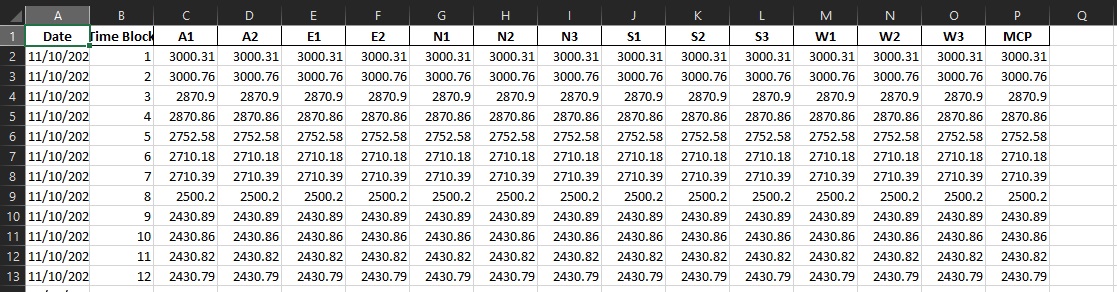 A B C D E F G H I J K L M N O P Q
1 Date Time Block A1 A2 E1 E2 N1 N2 N3 S1 S2 S3 W1 W2 W3 MCP
2 11/10/202 1 3000.31 3000.31 3000.31 3000.31 3000.31 3000.31 3000.31 3000.31 3000.31 3000.31 3000.31 3000.31 3000.31 3000.31
3 11/10/202 2 3000.76 3000.76 3000.76 3000.76 3000.76 3000.76 3000.76 3000.76 3000.76 3000.76 3000.76 3000.76 3000.76 3000.76
4 11/10/202 3 2870.9 2870.9 2870.9 2870.9 2870.9 2870.9 2870.9 2870.9 2870.9 2870.9 2870.9 2870.9 2870.9 2870.9
5 11/10/202 4 2870.86 2870.86 2870.86 2870.86 2870.86 2870.86 2870.86 2870.86 2870.86 2870.86 2870.86 2870.86 2870.86 2870.86
6 11/10/202 5 2752.58 2752.58 2752.58 2752.58 2752.58 2752.58 2752.58 2752.58 2752.58 2752.58 2752.58 2752.58 2752.58 2752.58
7 11/10/202 6 2710.18 2710.18 2710.18 2710.18 2710.18 2710.18 2710.18 2710.18 2710.18 2710.18 2710.18 2710.18 2710.18 2710.18
8 11/10/202 7 2710.39 2710.39 2710.39 2710.39 2710.39 2710.39 2710.39 2710.39 2710.39 2710.39 2710.39 2710.39 2710.39 2710.39
9 11/10/202 8 2500.2 2500.2 2500.2 2500.2 2500.2 2500.2 2500.2 2500.2 2500.2 2500.2 2500.2 2500.2 2500.2 2500.2
10 11/10/202 9 2430.89 2430.89 2430.89 2430.89 2430.89 2430.89 2430.89 2430.89 2430.89 2430.89 2430.89 2430.89 2430.89 2430.89
11 11/10/202 10 2430.86 2430.86 2430.86 2430.86 2430.86 2430.86 2430.86 2430.86 2430.86 2430.86 2430.86 2430.86 2430.86 2430.86
12 11/10/202 11 2430.82 2430.82 2430.82 2430.82 2430.82 2430.82 2430.82 2430.82 2430.82 2430.82 2430.82 2430.82 2430.82 2430.82
13 11/10/202 12 2430.79 2430.79 2430.79 2430.79 2430.79 2430.79 2430.79 2430.79 2430.79 2430.79 2430.79 2430.79 2430.79 2430.79